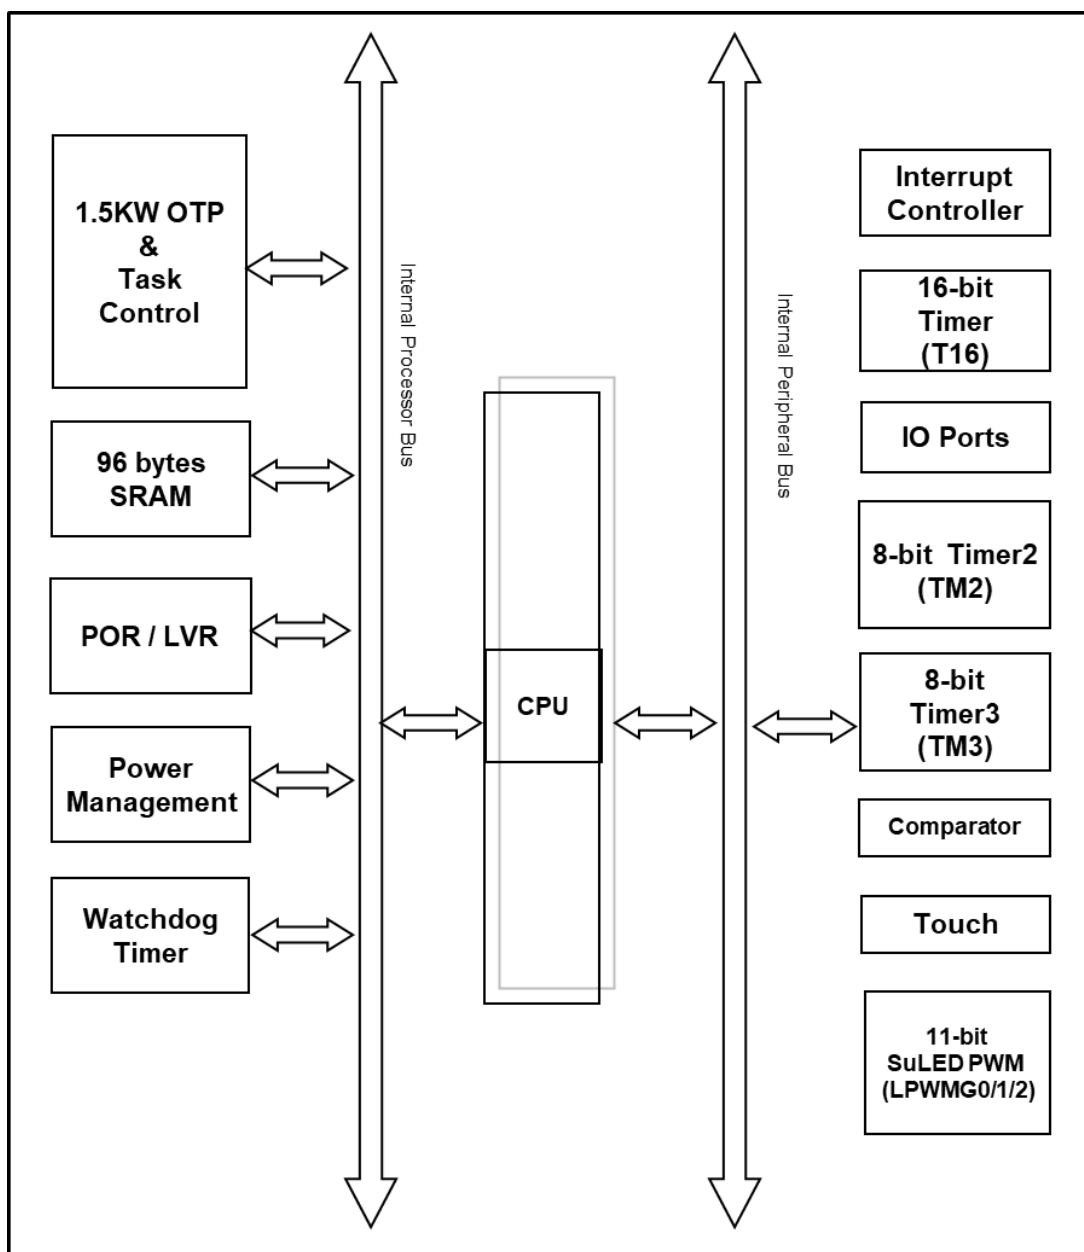 1.5KW OTP
&
Task
Control
96 bytes
SRAM
POR / LVR
Power
Management
Watchdog
Timer
Internal Processor Bus
CPU
Internal Peripheral Bus
Interrupt
Controller
16-bit
Timer
(T16)
IO Ports
8-bit Timer2
(TM2)
8-bit
Timer3
(TM3)
Comparator
Touch
11-bit
SuLED PWM
(LPWMG0/1/2)